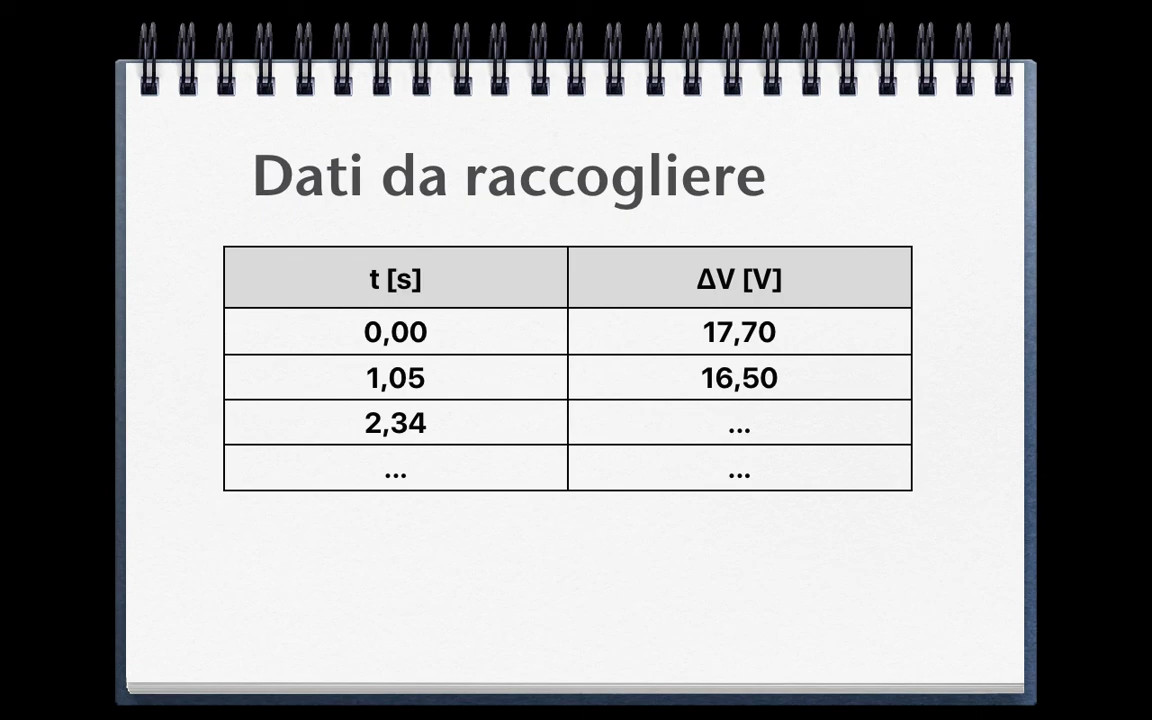 Dati da raccogliere
t [s] ΔV [V]
0,00 17,70
1,05 16,50
2,34 ...
... ...